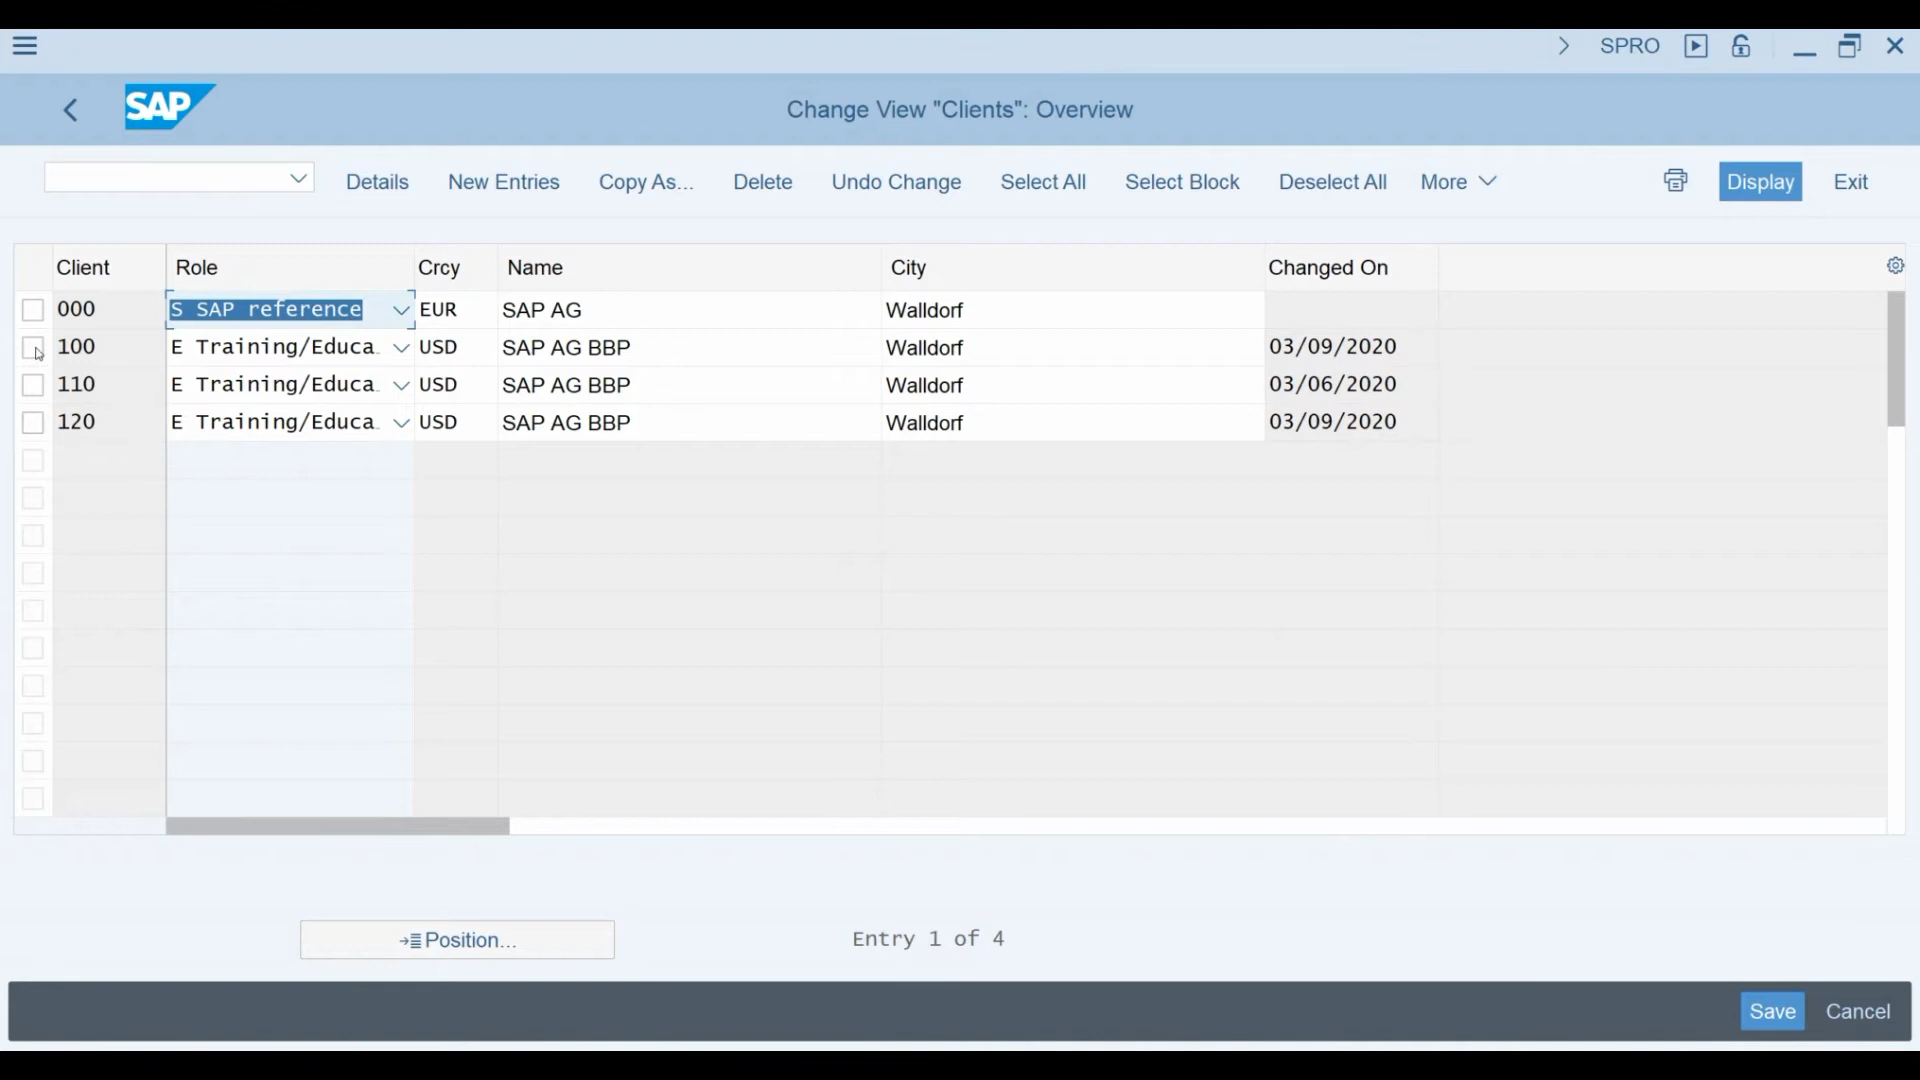 SPRO
SAP
Change View "Clients": Overview
Details New Entries Copy As... Delete Undo Change Select All Select Block Deselect All More Display Exit
Client Role Crcy Name City Changed On
000 S SAP reference EUR SAP AG Walldorf
100 E Training/Educa. USD SAP AG BBP Walldorf 03/09/2020
110 E Training/Educa. USD SAP AG BBP Walldorf 03/06/2020
120 E Training/Educa. USD SAP AG BBP Walldorf 03/09/2020
Position... Entry 1 of 4
Save Cancel